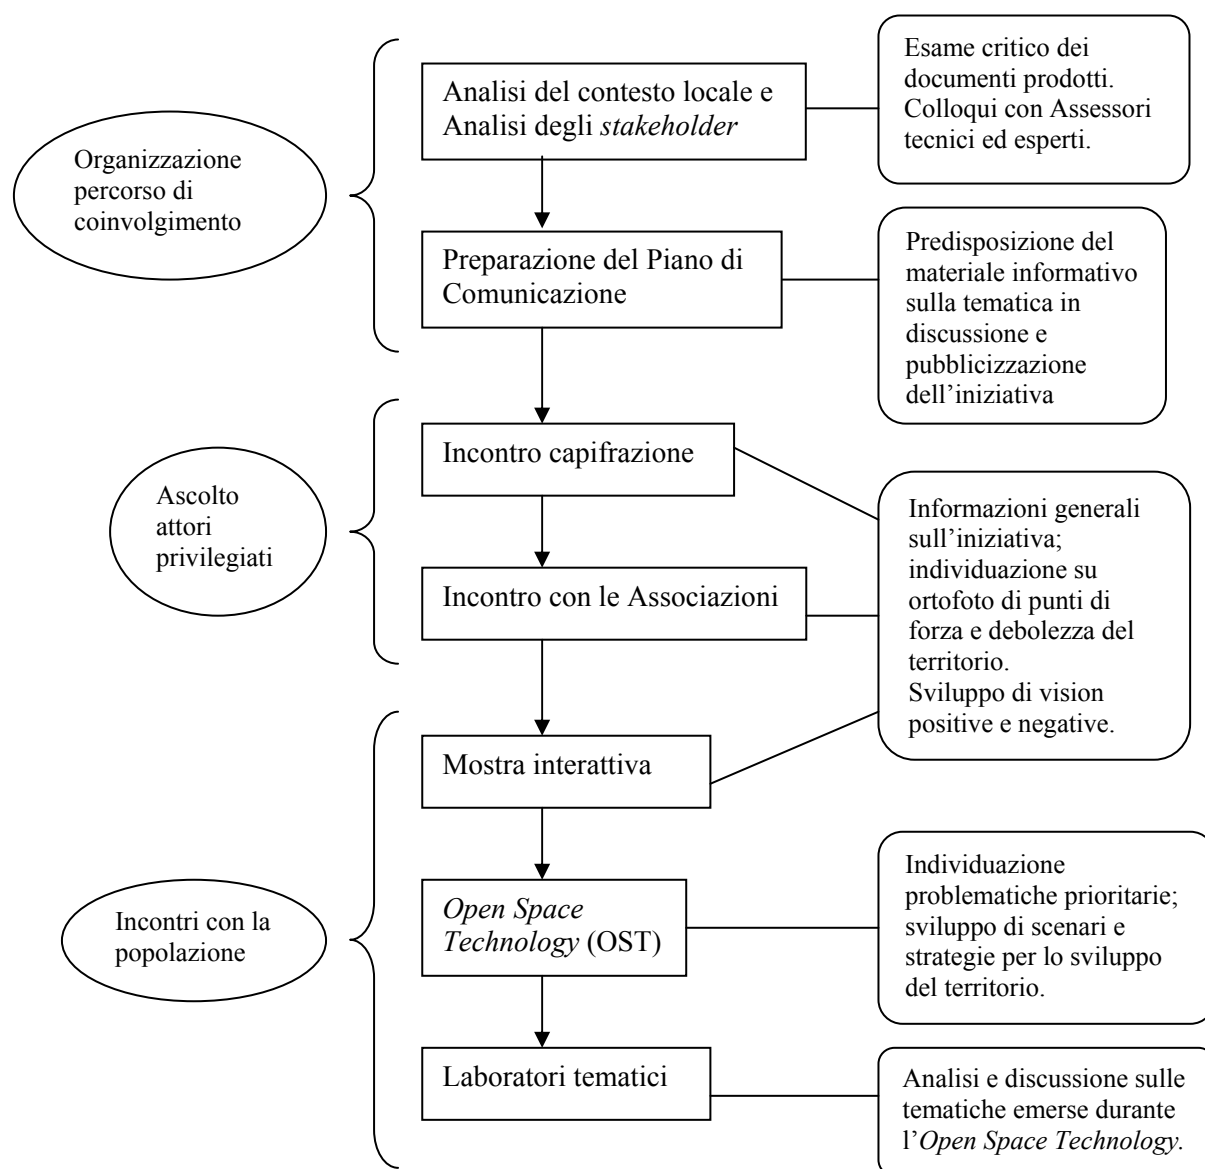 Organizzazione
percorso di
coinvolgimento
Analisi del contesto locale e
Analisi degli stakeholder
Esame critico dei
documenti prodotti.
Colloqui con Assessori
tecnici ed esperti.
Preparazione del Piano di
Comunicazione
Predisposizione del
materiale informativo
sulla tematica in
discussione e
pubblicizzazione
dell’iniziativa
Ascolto
attori
privilegiati
Incontro capifrazione
Incontro con le Associazioni
Informazioni generali
sull’iniziativa;
individuazione su
ortofoto di punti di
forza e debolezza del
territorio.
Sviluppo di vision
positive e negative.
Incontri con la
popolazione
Mostra interattiva
Open Space
Technology (OST)
Individuazione
problematiche prioritarie;
sviluppo di scenari e
strategie per lo sviluppo
del territorio.
Laboratori tematici
Analisi e discussione sulle
tematiche emerse durante
l’Open Space Technology.